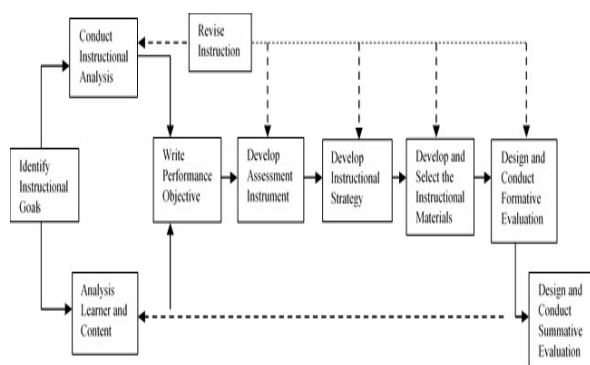 Conduct
Instructional
Analysis
Revise
Instruction
Identify
Instructional
Goals
Write
Performance
Objective
Develop
Assessment
Instrument
Develop
Instructional
Strategy
Develop and
Select the
Instructional
Materials
Design and
Conduct
Formative
Evaluation
Analysis
Learner and
Content
Design and
Conduct
Summative
Evaluation